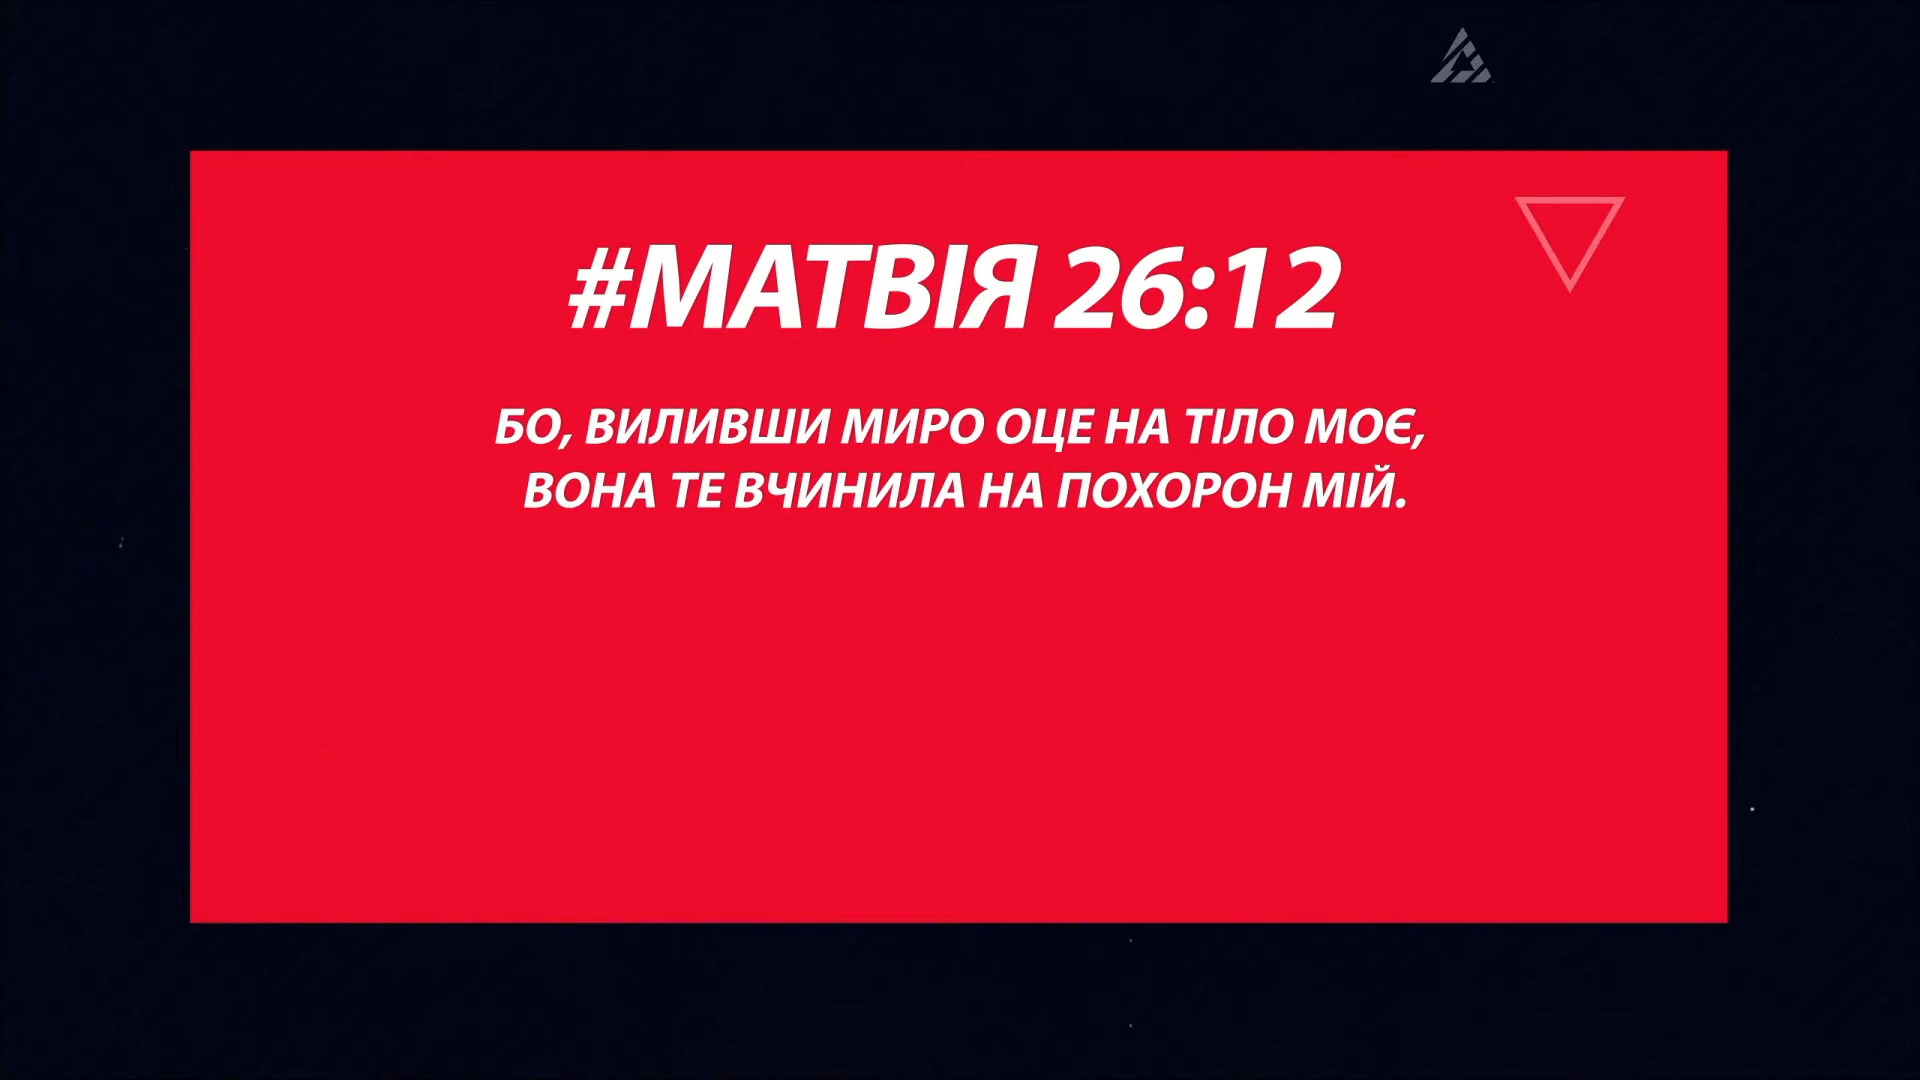 #МАТВІЯ 26:12
БО, ВИЛИВШИ МИРО ОЦЕ НА ТІЛО МОЄ,
ВОНА ТЕ ВЧИНИЛА НА ПОХОРОН МІЙ.